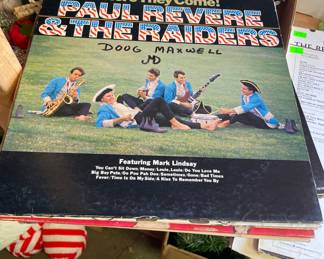 They Come!
PAUL REVERE
& THE RAIDERS
DOUG MAXWELL
MD
Featuring Mark Lindsay
You Can't Sit Down/Money/Louie, Louie/Do You Love Me
Big Boy Pete/Oo Poo Pah Doo/Sometimes/Gone/Bad Times
Fever/Time Is On My Side/A Kiss To Remember You By